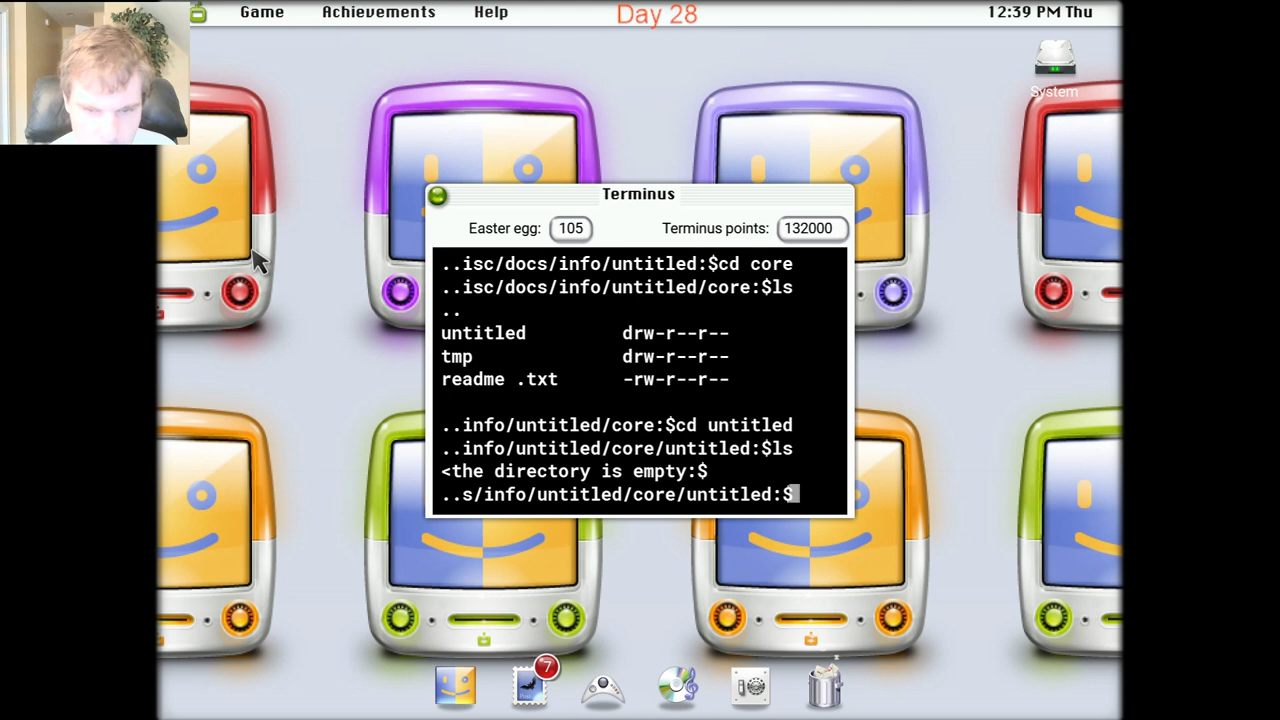 Game Achievements Help Day 28 12:39 PM Thu
System
Terminus
Easter egg: 105 Terminus points: 132000
..isc/docs/info/untitled:$cd core
..isc/docs/info/untitled/core:$ls
..
untitled drw-r--r--
tmp drw-r--r--
readme .txt -rw-r--r--
..info/untitled/core:$cd untitled
..info/untitled/core/untitled:$ls
<the directory is empty:$
..s/info/untitled/core/untitled:$
7